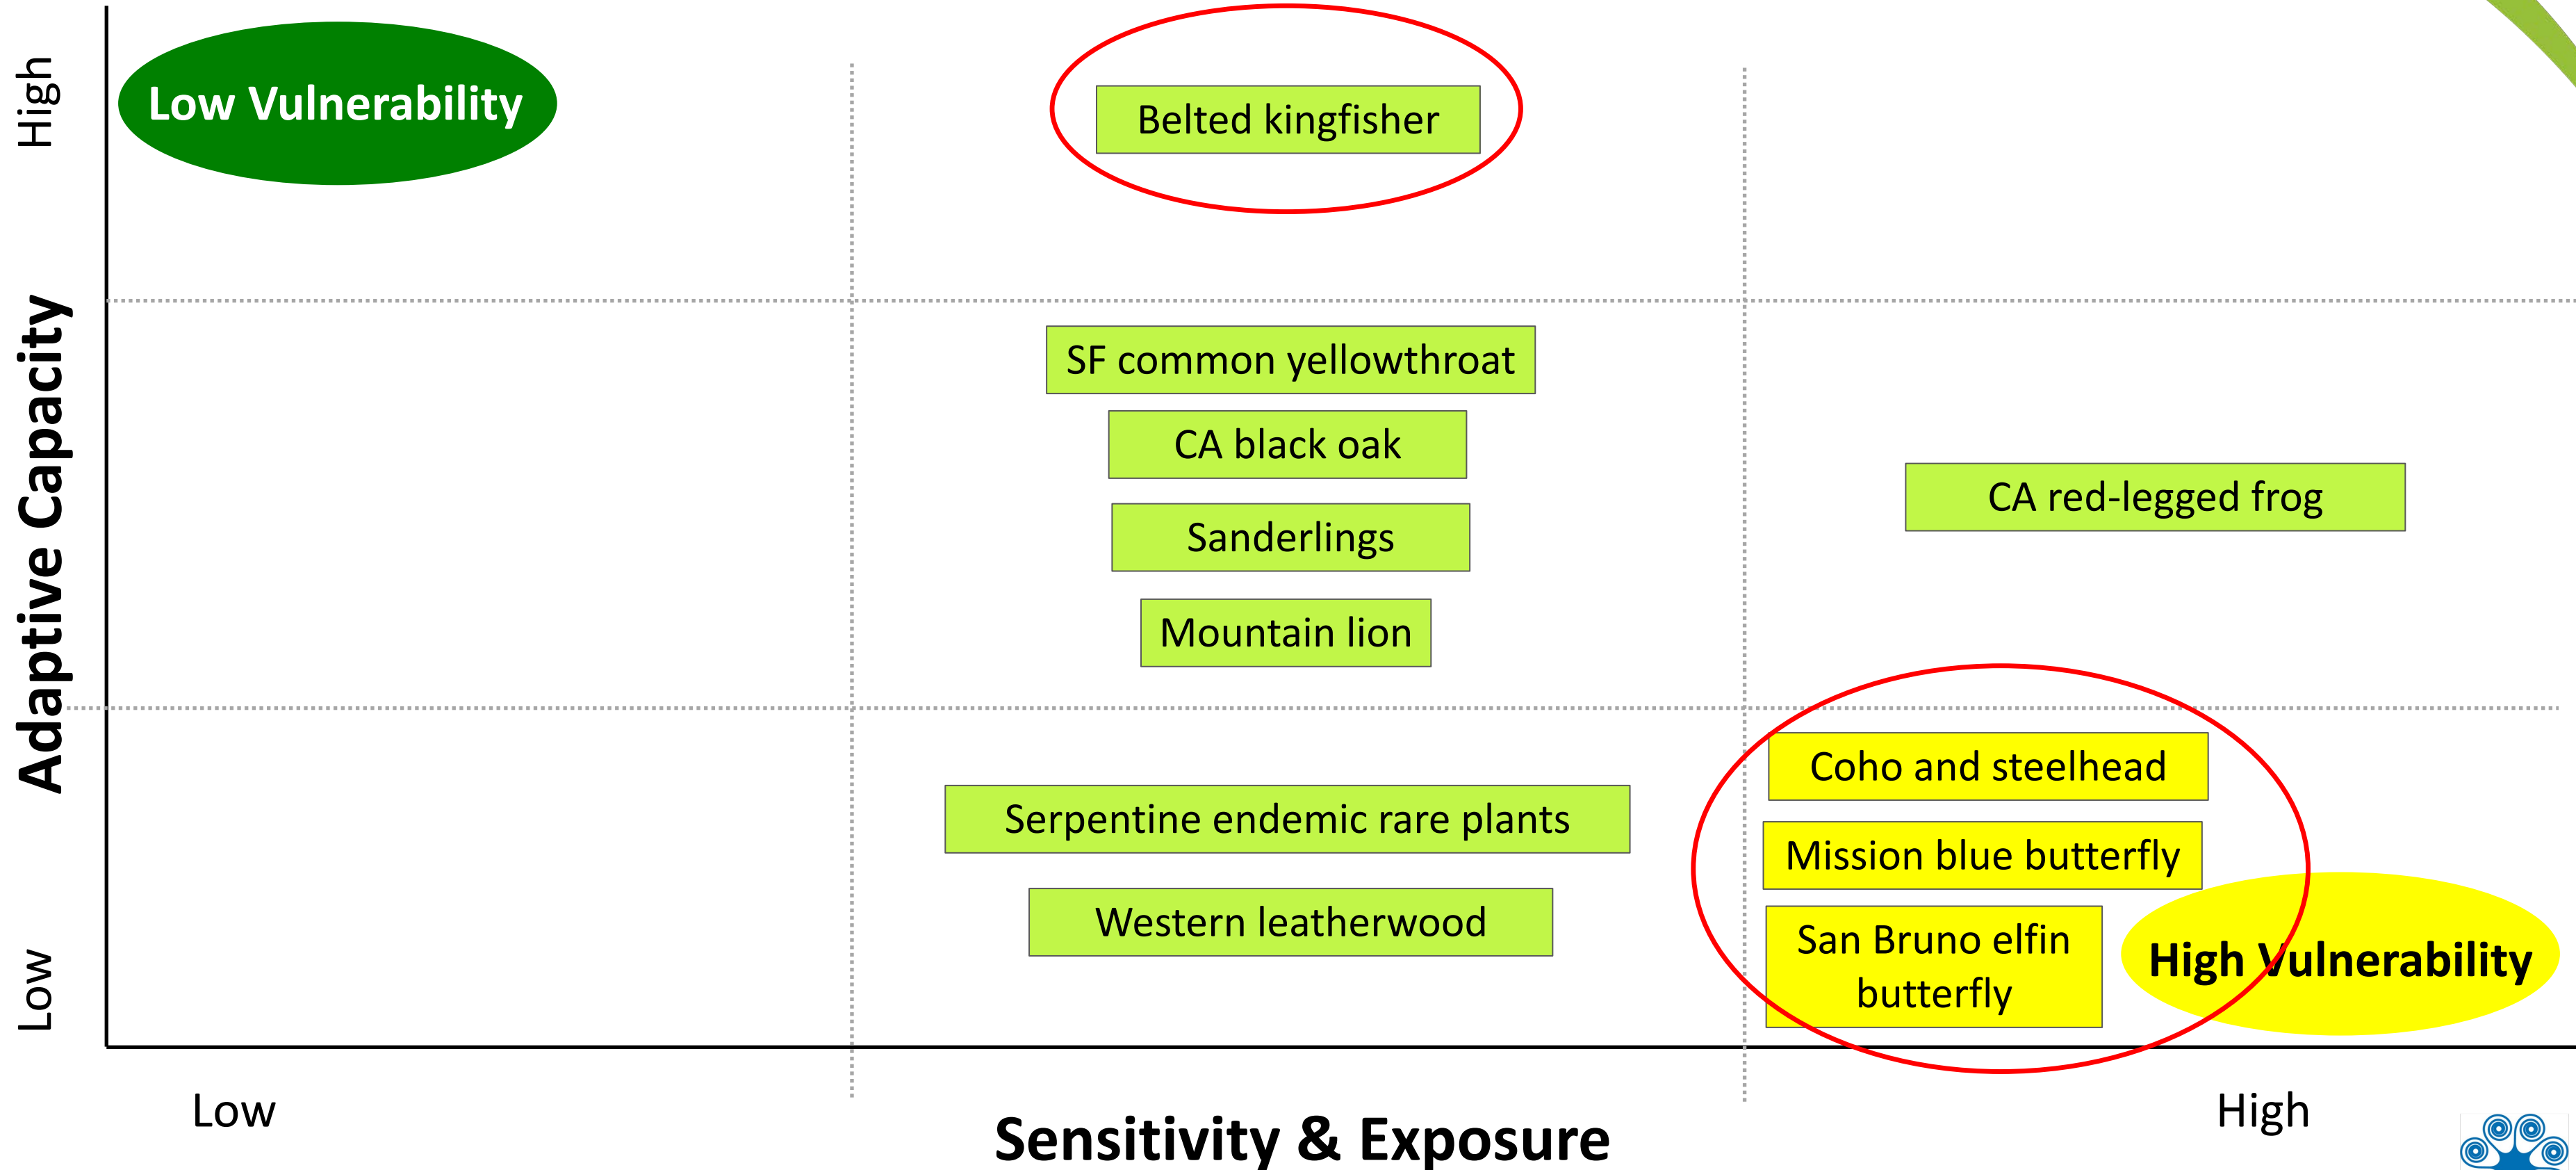 High
Low Vulnerability
Belted kingfisher
Adaptive Capacity
SF common yellowthroat
CA black oak
CA red-legged frog
Sanderlings
Mountain lion
Coho and steelhead
Serpentine endemic rare plants
Mission blue butterfly
Western leatherwood
San Bruno elfin
butterfly
High Vulnerability
Low
Low
High
Sensitivity & Exposure